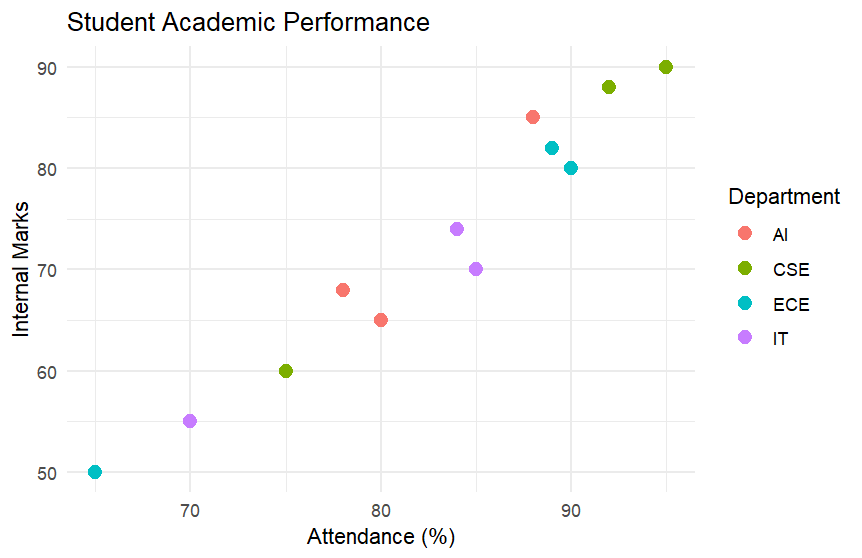 Student Academic Performance
Internal Marks
90
80
70
60
50
70 80 90
Attendance (%)
Department
AI
CSE
ECE
IT